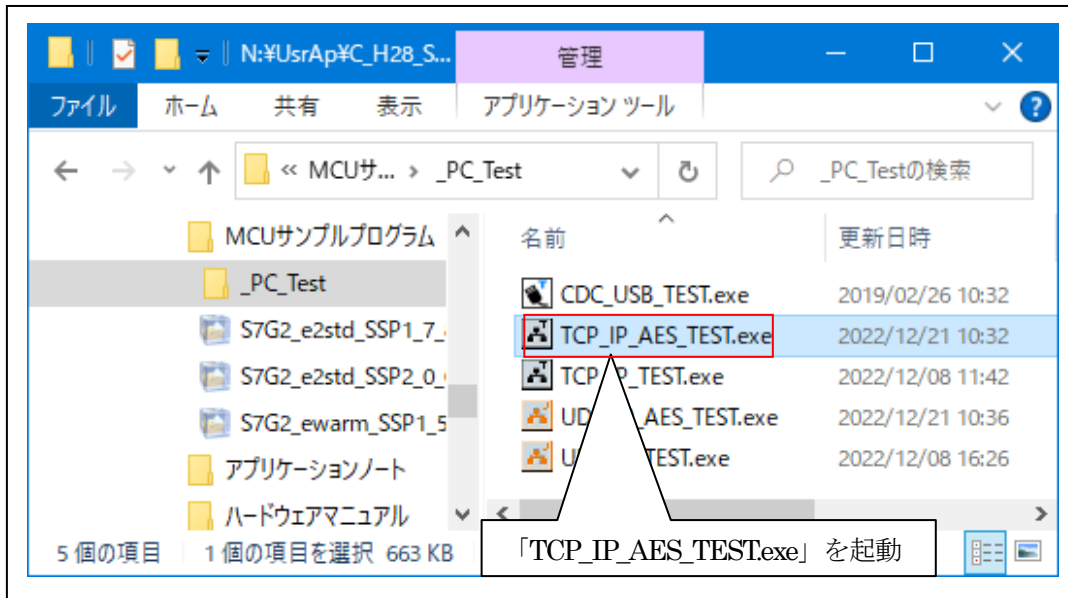 N:¥UsrAp¥C_H28_S...
管理
ファイル ホーム 共有 表示 アプリケーション ツール
« MCUサ... › _PC_Test
_PC_Testの検索
MCUサンプルプログラム
_PC_Test
S7G2_e2std_SSP1_7_
S7G2_e2std_SSP2_0_
S7G2_ewarm_SSP1_5
アプリケーションノート
ハードウェアマニュアル
名前 更新日時
CDC_USB_TEST.exe 2019/02/26 10:32
TCP_IP_AES_TEST.exe 2022/12/21 10:32
TCP_IP_TEST.exe 2022/12/08 11:42
UD AES_TEST.exe 2022/12/21 10:36
U TEST.exe 2022/12/08 16:26
5 個の項目 1 個の項目を選択 663 KB
「TCP_IP_AES_TEST.exe」を起動